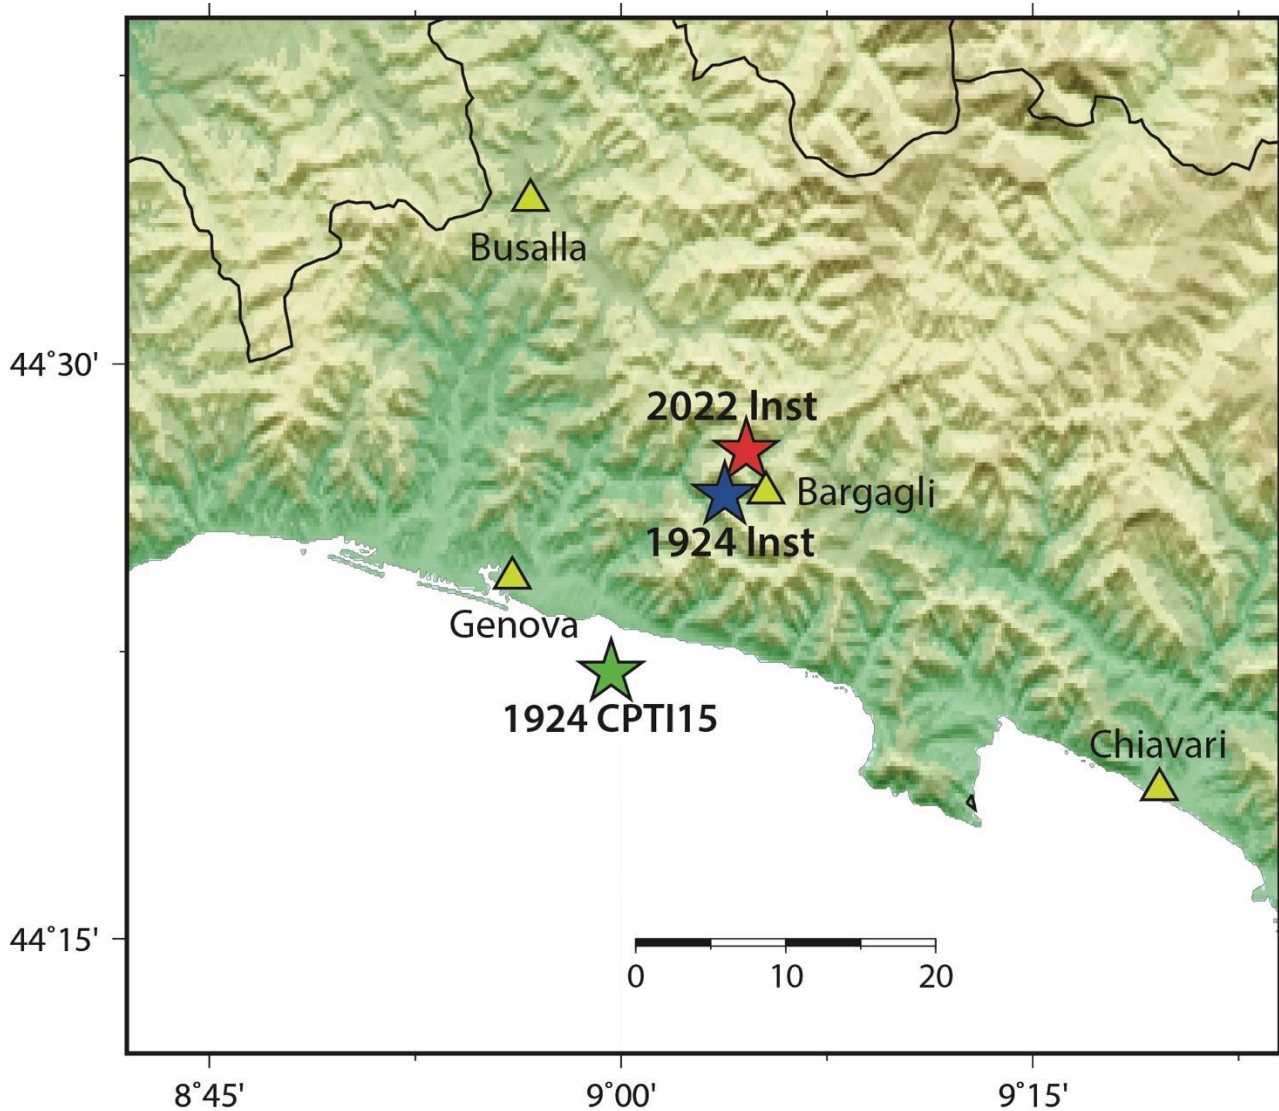 Busalla
44˚30'
2022 Inst
Bargagli
1924 Inst
Genova
1924 CPTI15
Chiavari
44˚15'
0 10 20
8˚45' 9˚00' 9˚15'